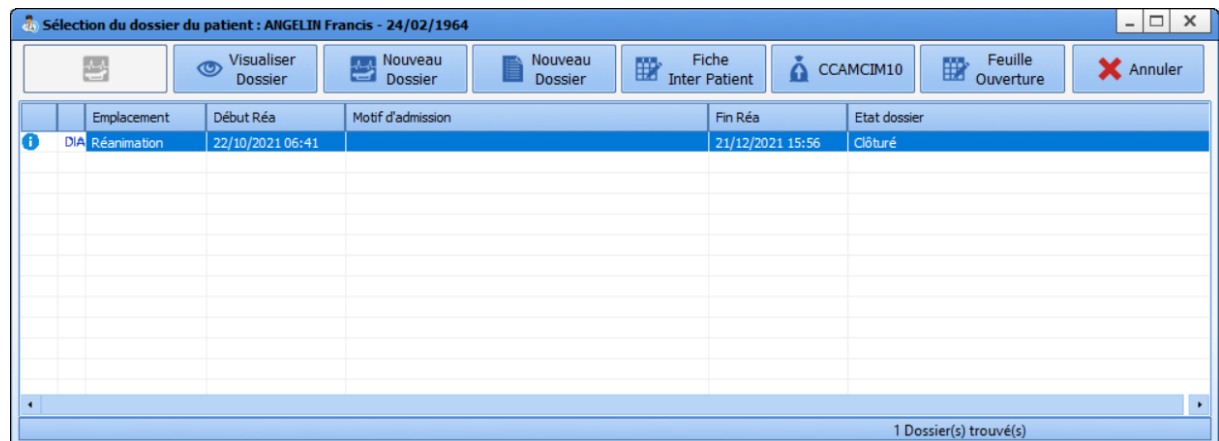 Sélection du dossier du patient : ANGELIN Francis - 24/02/1964
Visualiser
Dossier
Nouveau
Dossier
Nouveau
Dossier
Fiche
Inter Patient
CCAMCIM10
Feuille
Ouverture
Annuler
Emplacement Début Réa Motif d'admission Fin Réa Etat dossier
DIA Réanimation 22/10/2021 06:41 21/12/2021 15:56 Clôturé
1 Dossier(s) trouvé(s)